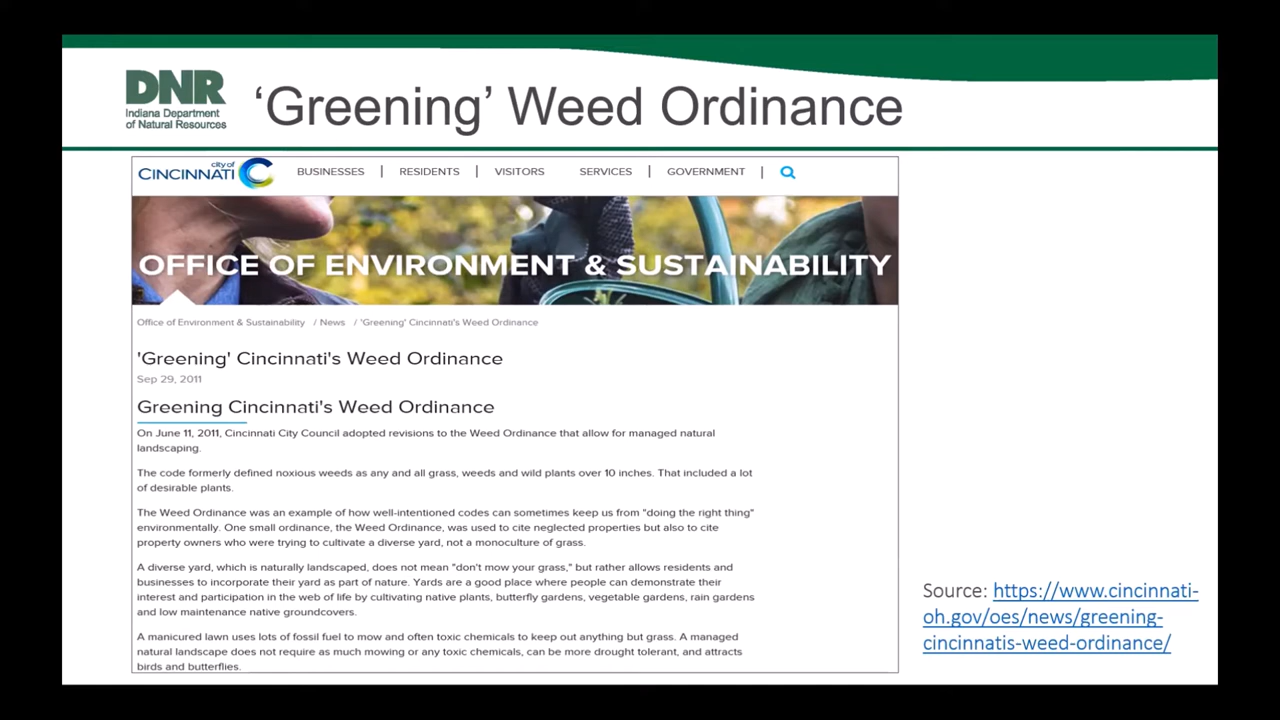 DNR
Indiana Department
of Natural Resources
‘Greening’ Weed Ordinance
city of
CINCINNATI
BUSINESSES | RESIDENTS | VISITORS SERVICES | GOVERNMENT |
OFFICE OF ENVIRONMENT & SUSTAINABILITY
Office of Environment & Sustainability / News / 'Greening' Cincinnati's Weed Ordinance
'Greening' Cincinnati's Weed Ordinance
Sep 29, 2011
Greening Cincinnati's Weed Ordinance
On June 11, 2011, Cincinnati City Council adopted revisions to the Weed Ordinance that allow for managed natural
landscaping.
The code formerly defined noxious weeds as any and all grass, weeds and wild plants over 10 inches. That included a lot
of desirable plants.
The Weed Ordinance was an example of how well-intentioned codes can sometimes keep us from "doing the right thing"
environmentally. One small ordinance, the Weed Ordinance, was used to cite neglected properties but also to cite
property owners who were trying to cultivate a diverse yard, not a monoculture of grass.
A diverse yard, which is naturally landscaped, does not mean "don't mow your grass," but rather allows residents and
businesses to incorporate their yard as part of nature. Yards are a good place where people can demonstrate their
interest and participation in the web of life by cultivating native plants, butterfly gardens, vegetable gardens, rain gardens
and low maintenance native groundcovers.
A manicured lawn uses lots of fossil fuel to mow and often toxic chemicals to keep out anything but grass. A managed
natural landscape does not require as much mowing or any toxic chemicals, can be more drought tolerant, and attracts
birds and butterflies.
Source: https://www.cincinnati-
oh.gov/oes/news/greening-
cincinnatis-weed-ordinance/